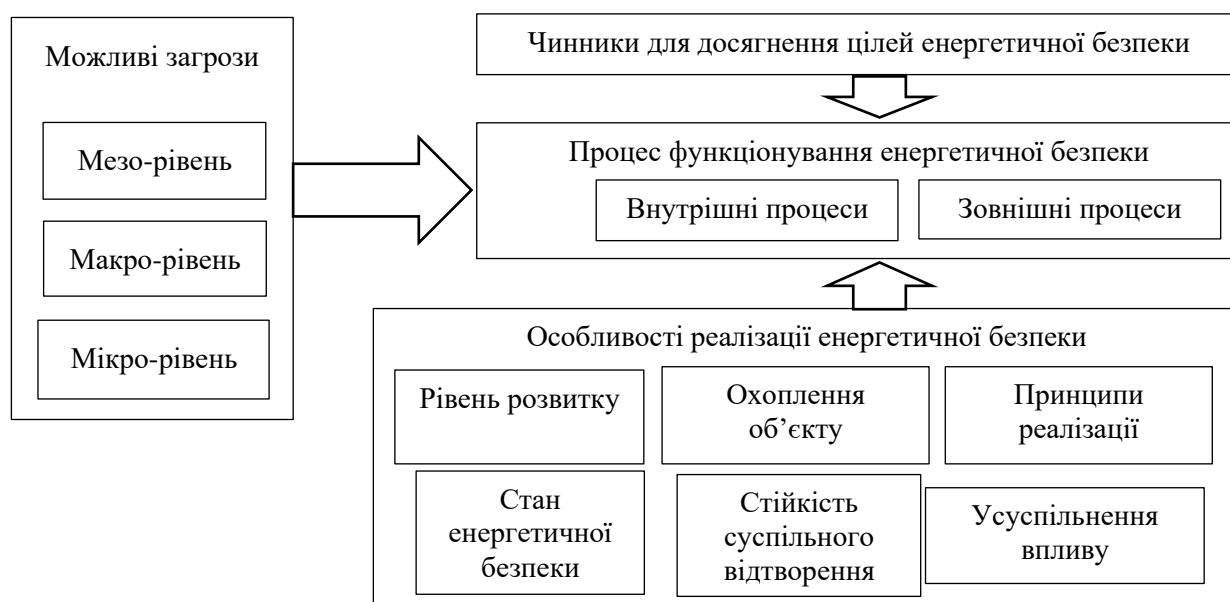 Можливі загрози
Мезо-рівень
Макро-рівень
Мікро-рівень
Чинники для досягнення цілей енергетичної безпеки
Процес функціонування енергетичної безпеки
Внутрішні процеси
Зовнішні процеси
Особливості реалізації енергетичної безпеки
Рівень розвитку
Охоплення
об’єкту
Принципи
реалізації
Стан
енергетичної
безпеки
Стійкість
суспільного
відтворення
Усуспільнення
впливу